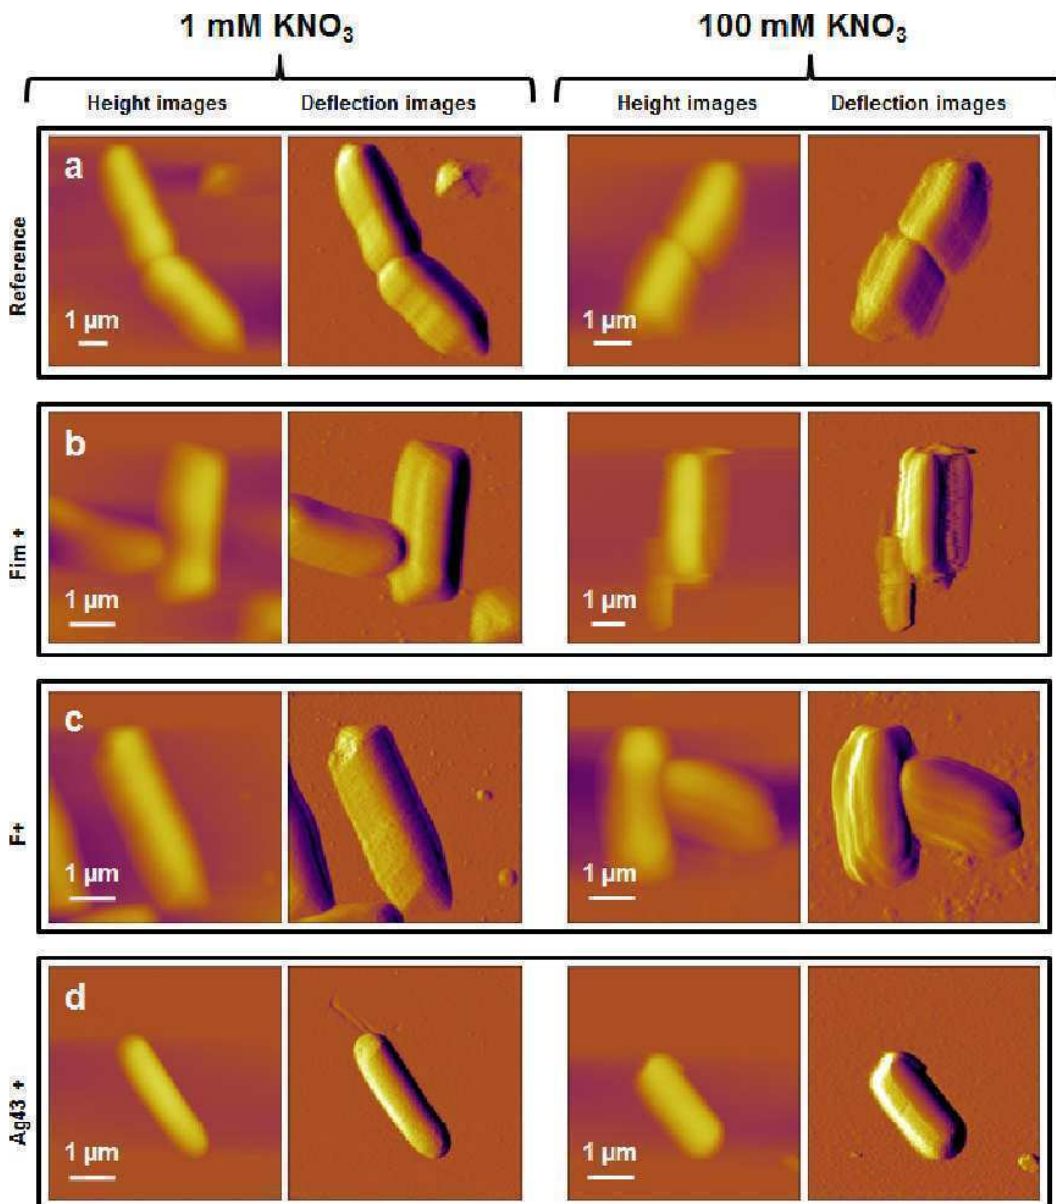 1 mM KNO₃ 100 mM KNO₃
Height images Deflection images Height images Deflection images
Reference
a
1 µm 1 µm
Fim +
b
1 µm 1 µm
F+
c
1 µm 1 µm
Ag43 +
d
1 µm 1 µm